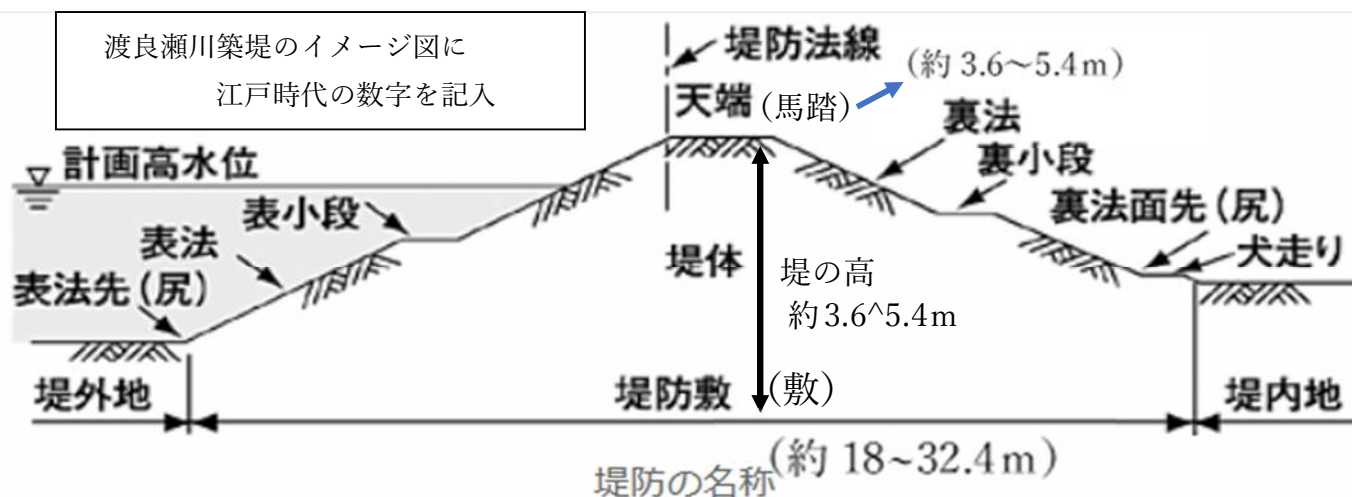 渡良瀬川築堤のイメージ図に
江戸時代の数字を記入
堤防法線
(約 3.6～5.4m)
天端 (馬踏)
裏法
計画高水位
裏小段
表小段
裏法面先 (尻)
表法
犬走り
堤体
堤の高
表法先 (尻)
約3.6^5.4m
堤外地
堤防敷 (敷)
堤内地
(約 18~32.4m)
堤防の名称